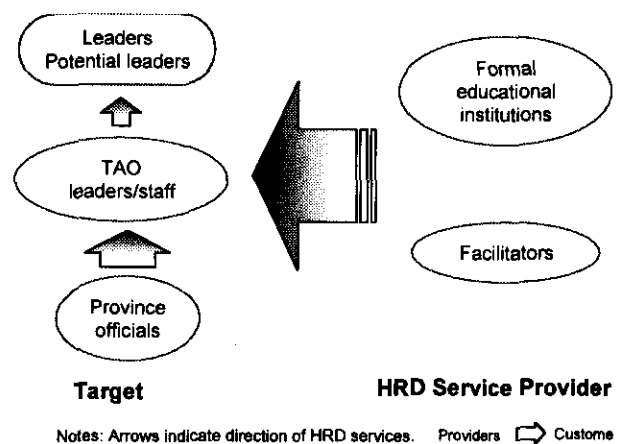 Leaders
Potential leaders
TAO
leaders/staff
Province
officials
Target
Formal
educational
institutions
Facilitators
HRD Service Provider
Notes: Arrows indicate direction of HRD services. Providers Custome